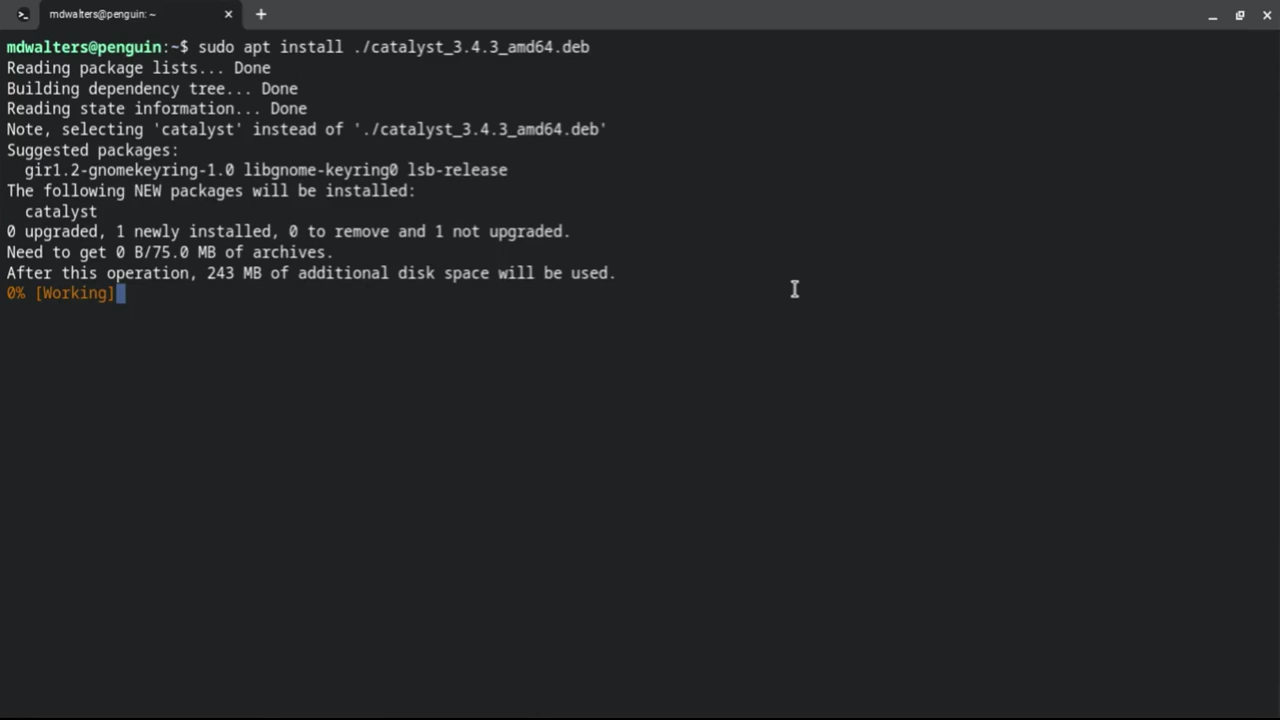 mdwalters@penguin: ~
mdwalters@penguin:~$ sudo apt install ./catalyst_3.4.3_amd64.deb
Reading package lists... Done
Building dependency tree... Done
Reading state information... Done
Note, selecting 'catalyst' instead of './catalyst_3.4.3_amd64.deb'
Suggested packages:
  gir1.2-gnomekeyring-1.0 libgnome-keyring0 lsb-release
The following NEW packages will be installed:
  catalyst
0 upgraded, 1 newly installed, 0 to remove and 1 not upgraded.
Need to get 0 B/75.0 MB of archives.
After this operation, 243 MB of additional disk space will be used.
0% [Working]